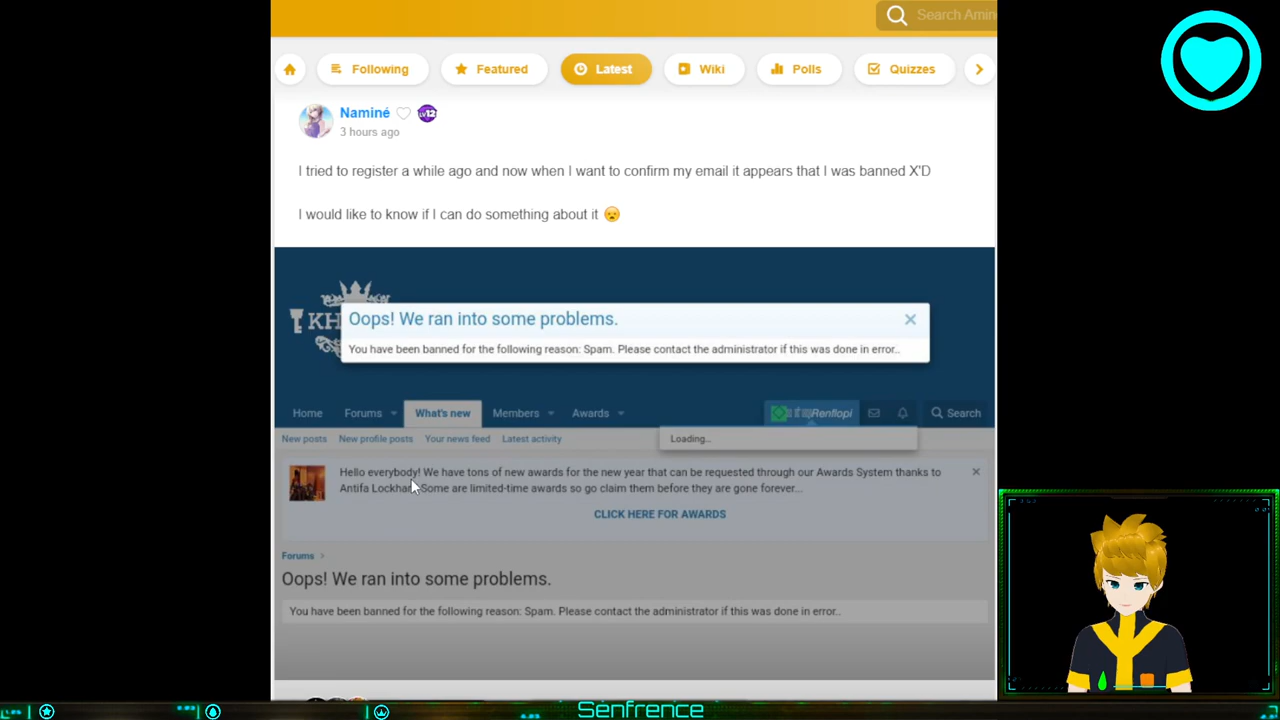 Search Amin
Following
Featured
Latest
Wiki
Polls
Quizzes
Naminé
LV12
3 hours ago
I tried to register a while ago and now when I want to confirm my email it appears that I was banned X'D
I would like to know if I can do something about it 😞
KH
Oops! We ran into some problems.
You have been banned for the following reason: Spam. Please contact the administrator if this was done in error..
Home
Forums
What's new
Members
Awards
Renflopi
Search
New posts
New profile posts
Your news feed
Latest activity
Loading...
Hello everybody! We have tons of new awards for the new year that can be requested through our Awards System thanks to
Antifa Lockhart. Some are limited-time awards so go claim them before they are gone forever...
CLICK HERE FOR AWARDS
Forums
Oops! We ran into some problems.
You have been banned for the following reason: Spam. Please contact the administrator if this was done in error..
Sénfrence